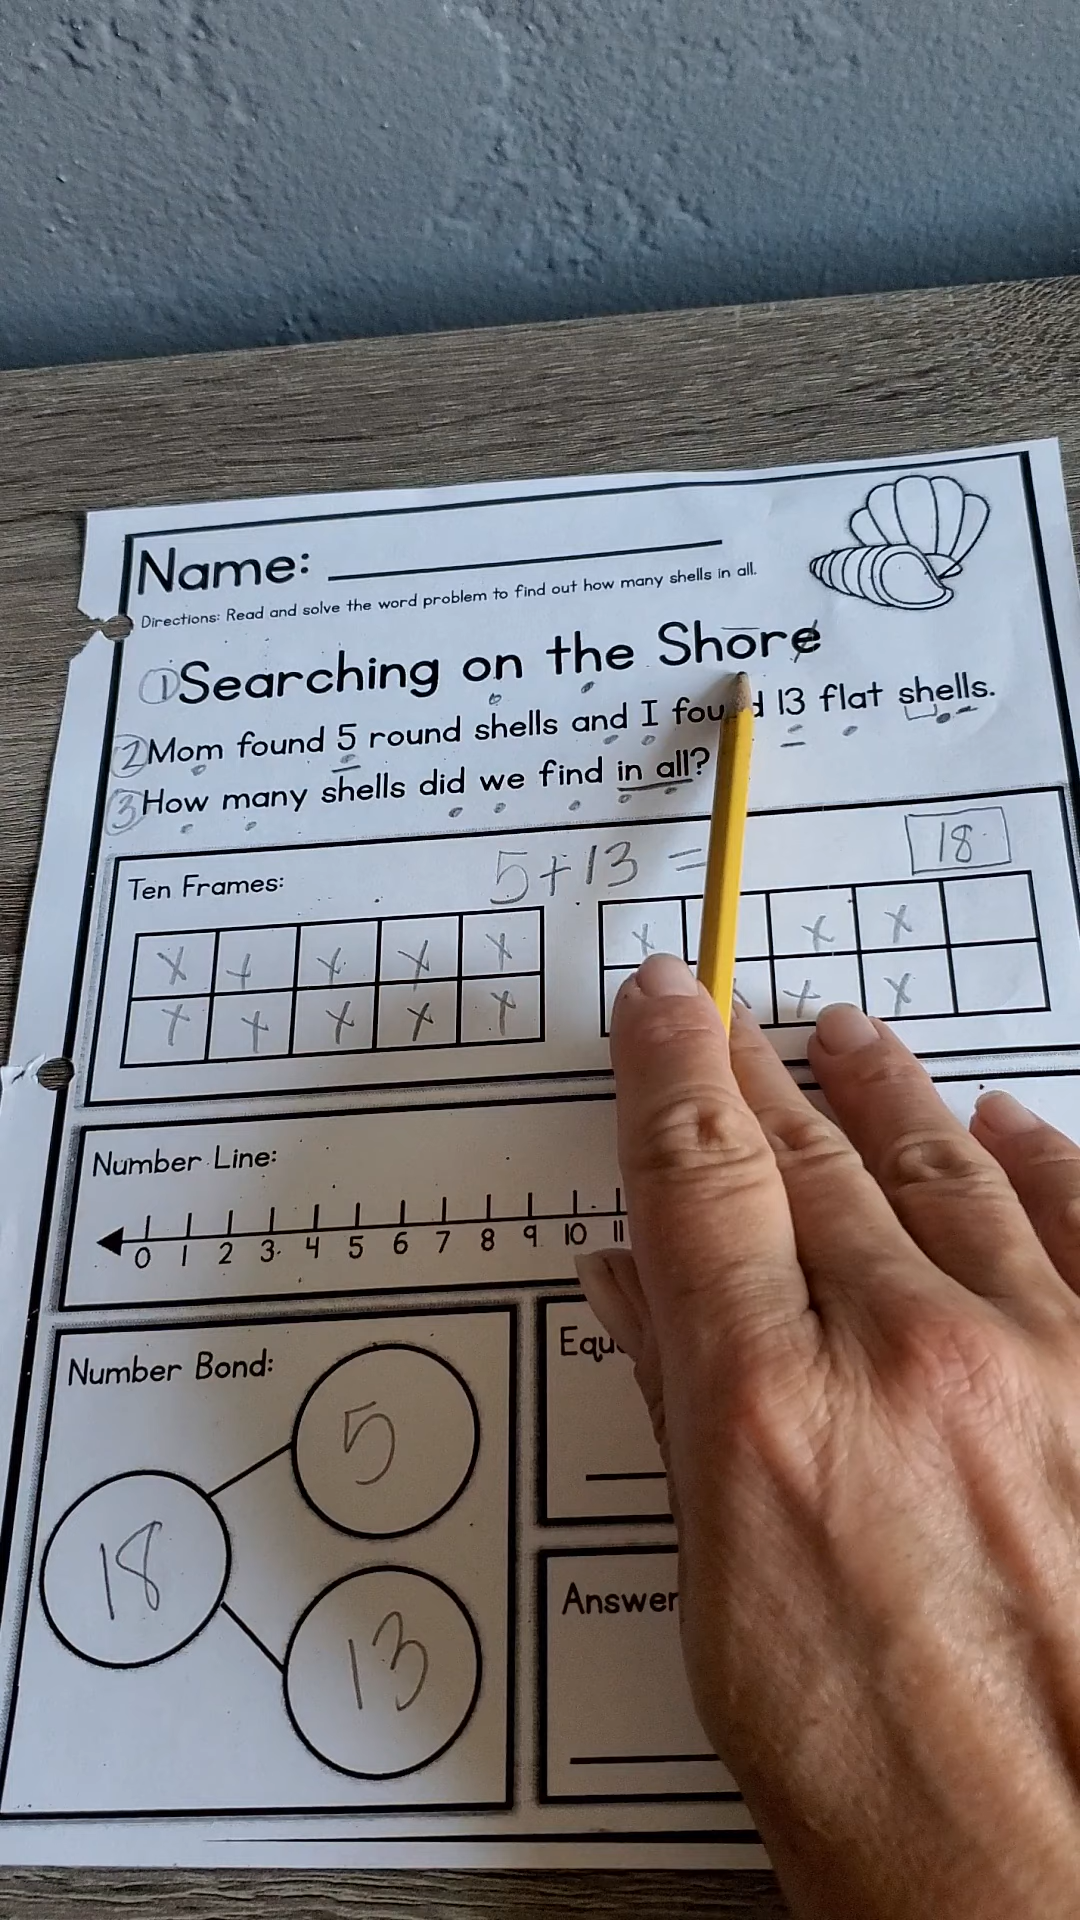 Name:
Directions: Read and solve the word problem to find out how many shells in all.
① Searching on the Shore
② Mom found 5 round shells and I found 13 flat shells.
③ How many shells did we find in all?
Ten Frames:
5+13 =
18
x x x x x x x x
x x x x x x x
Number Line:
0 1 2 3 4 5 6 7 8 9 10 11
Number Bond:
5
18
13
Answer